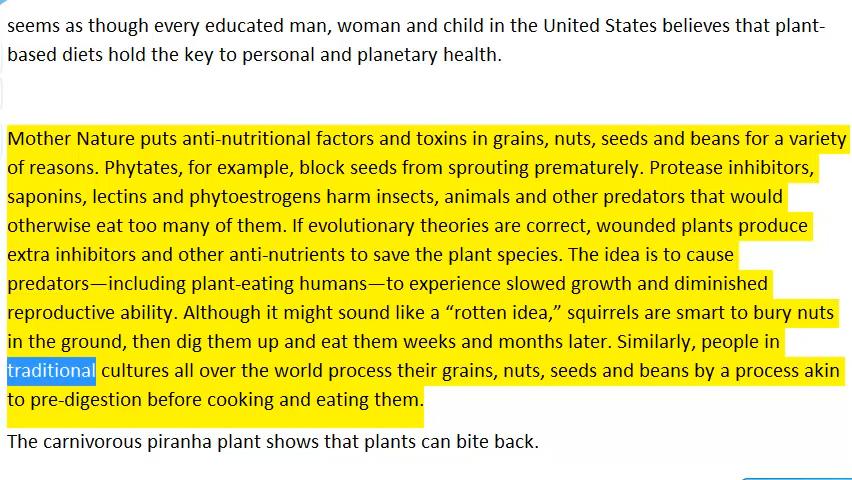 seems as though every educated man, woman and child in the United States believes that plant-
based diets hold the key to personal and planetary health.
Mother Nature puts anti-nutritional factors and toxins in grains, nuts, seeds and beans for a variety
of reasons. Phytates, for example, block seeds from sprouting prematurely. Protease inhibitors,
saponins, lectins and phytoestrogens harm insects, animals and other predators that would
otherwise eat too many of them. If evolutionary theories are correct, wounded plants produce
extra inhibitors and other anti-nutrients to save the plant species. The idea is to cause
predators—including plant-eating humans—to experience slowed growth and diminished
reproductive ability. Although it might sound like a “rotten idea,” squirrels are smart to bury nuts
in the ground, then dig them up and eat them weeks and months later. Similarly, people in
traditional cultures all over the world process their grains, nuts, seeds and beans by a process akin
to pre-digestion before cooking and eating them.
The carnivorous piranha plant shows that plants can bite back.